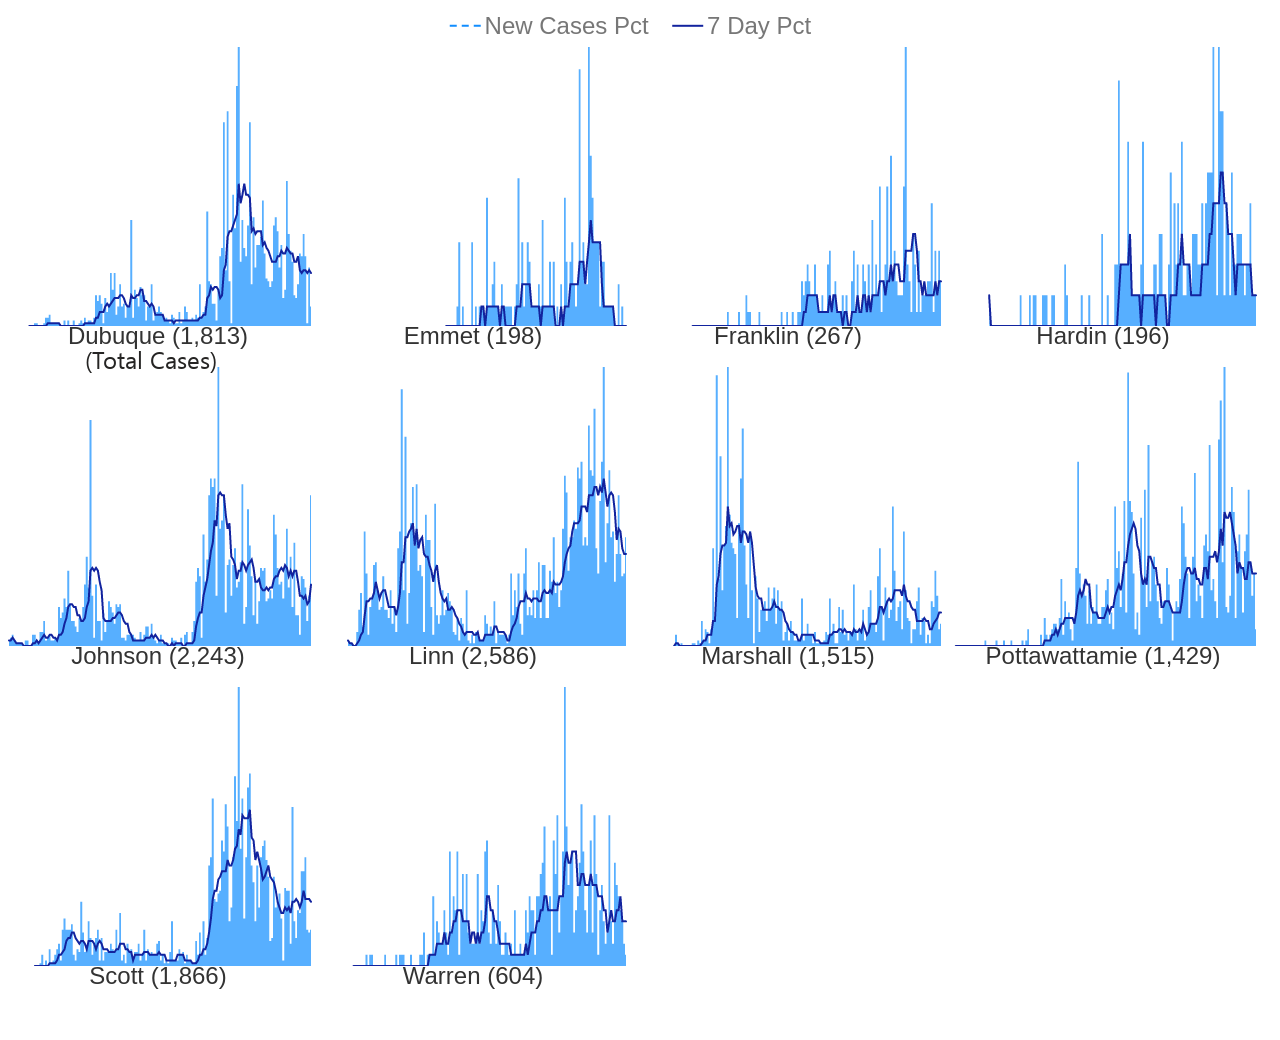 New Cases Pct 7 Day Pct
Dubuque (1,813) Emmet (198) Franklin (267) Hardin (196)
(Total Cases)
Johnson (2,243) Linn (2,586) Marshall (1,515) Pottawattamie (1,429)
Scott (1,866) Warren (604)